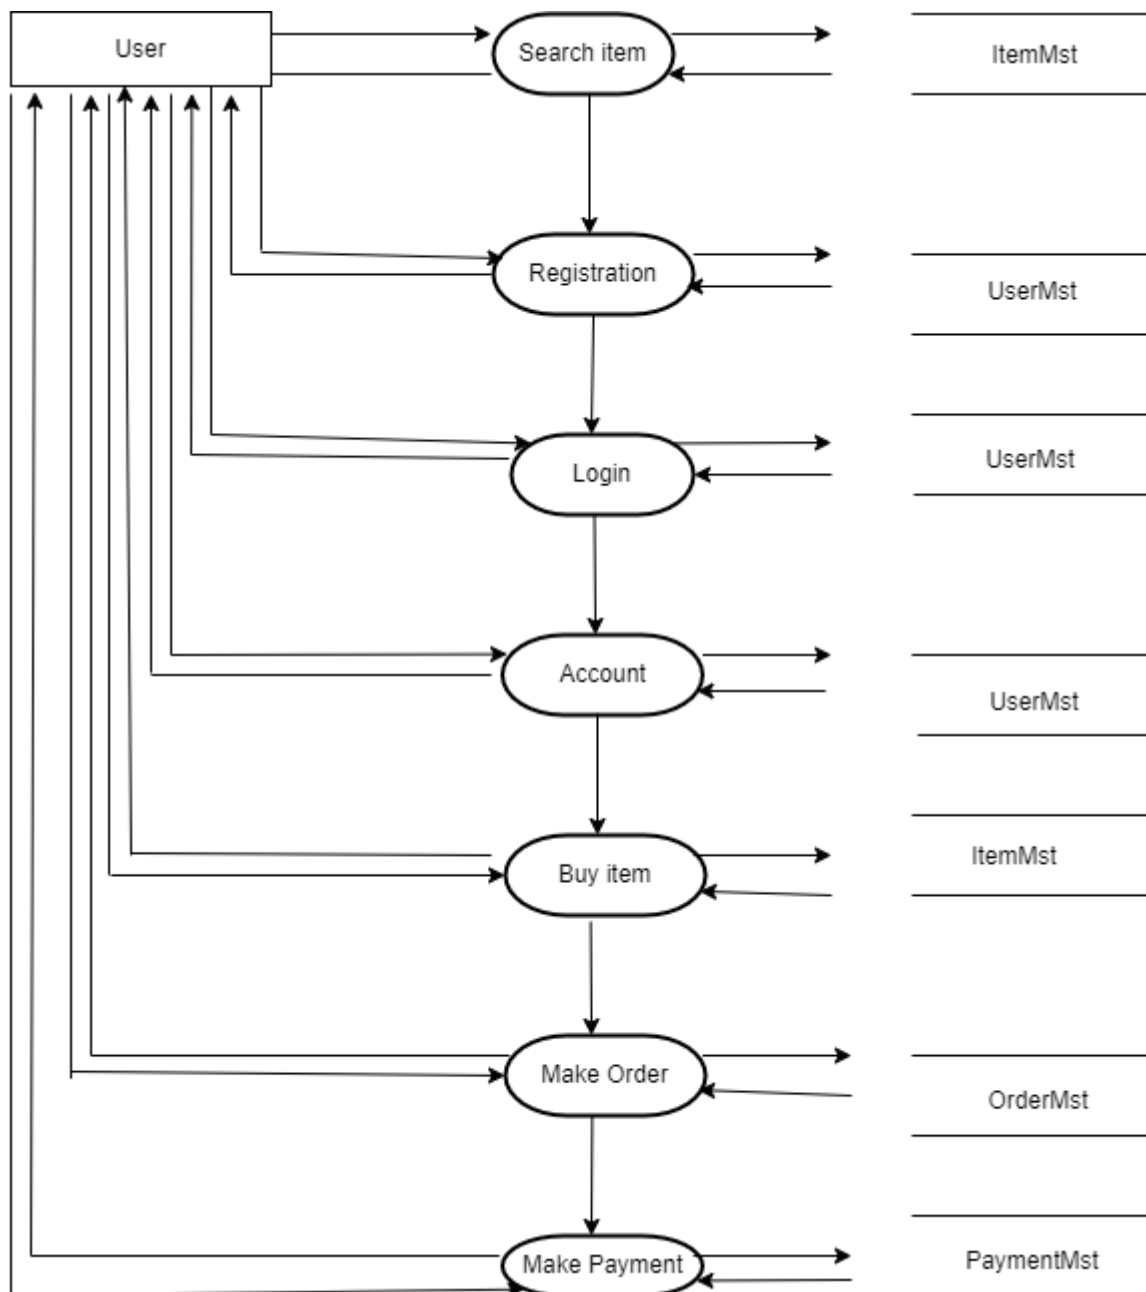 User
Search item
ItemMst
Registration
UserMst
Login
UserMst
Account
UserMst
Buy item
ItemMst
Make Order
OrderMst
Make Payment
PaymentMst